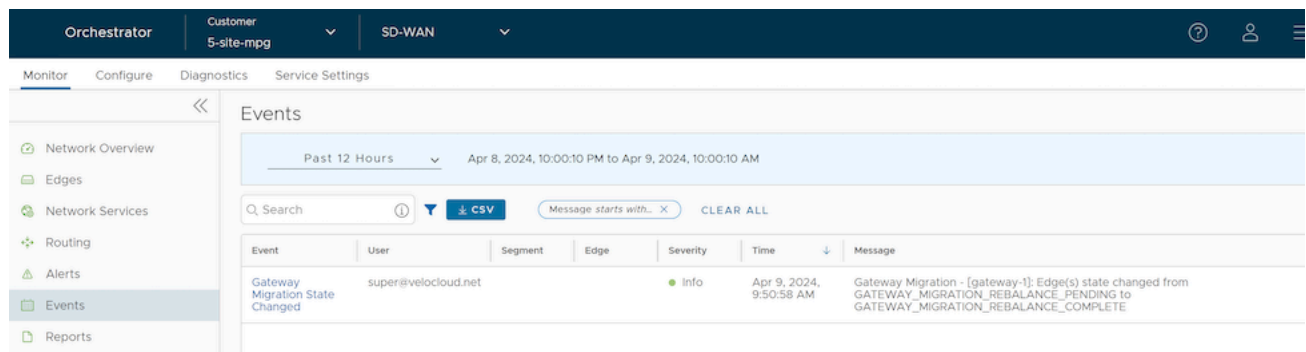 Orchestrator
Customer
5-site-mpg
SD-WAN
Monitor
Configure
Diagnostics
Service Settings
Network Overview
Edges
Network Services
Routing
Alerts
Events
Reports
Events
Past 12 Hours
Apr 8, 2024, 10:00:10 PM to Apr 9, 2024, 10:00:10 AM
Search
CSV
Message starts with...
CLEAR ALL
Event
User
Segment
Edge
Severity
Time
Message
Gateway
Migration State
Changed
super@velocloud.net
Info
Apr 9, 2024,
9:50:58 AM
Gateway Migration - [gateway-1]: Edge(s) state changed from
GATEWAY_MIGRATION_REBALANCE_PENDING to
GATEWAY_MIGRATION_REBALANCE_COMPLETE